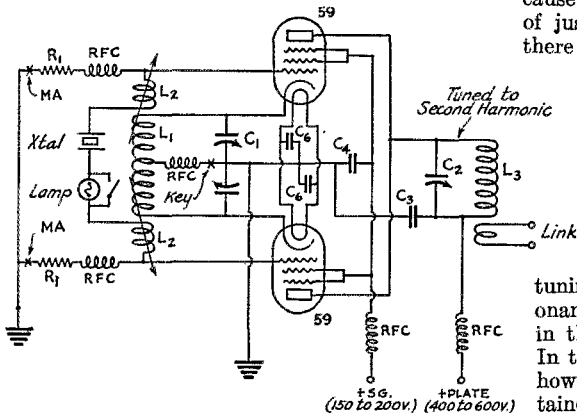 cause
of jus
there
59
R1
RFC
MA
L2
L1
Xtal
C1
C6
C4
Tuned to
Second Harmonic
RFC
Key
C6
C2
L3
Lamp
C3
L2
Link
MA
R1
RFC
59
RFC
RFC
+S.G.
(150 to 200v.)
+PLATE
(400 to 600v.)
tunin
onan
in th
In t
how
taine